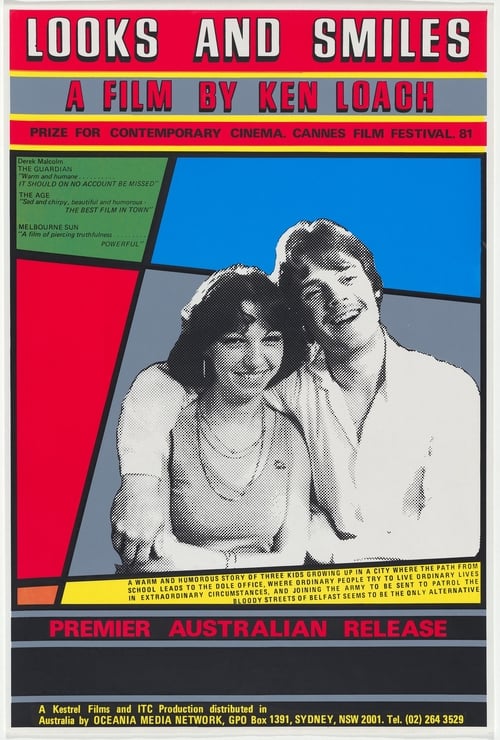 LOOKS AND SMILES
A FILM BY KEN LOACH
PRIZE FOR CONTEMPORARY CINEMA. CANNES FILM FESTIVAL. 81
Derek Malcolm
THE GUARDIAN
"Warm and humane..........
IT SHOULD ON NO ACCOUNT BE MISSED"
THE AGE
"Sad and chirpy, beautiful and humorous -
THE BEST FILM IN TOWN"
MELBOURNE SUN
"A film of piercing truthfulness..........
POWERFUL"
A WARM AND HUMOROUS STORY OF THREE KIDS GROWING UP IN A CITY WHERE THE PATH FROM
SCHOOL LEADS TO THE DOLE OFFICE, WHERE ORDINARY PEOPLE TRY TO LIVE ORDINARY LIVES
IN EXTRAORDINARY CIRCUMSTANCES, AND JOINING THE ARMY TO BE SENT TO PATROL THE
BLOODY STREETS OF BELFAST SEEMS TO BE THE ONLY ALTERNATIVE
PREMIER AUSTRALIAN RELEASE
A Kestrel Films and ITC Production distributed in
Australia by OCEANIA MEDIA NETWORK, GPO Box 1391, SYDNEY, NSW 2001. Tel. (02) 264 3529